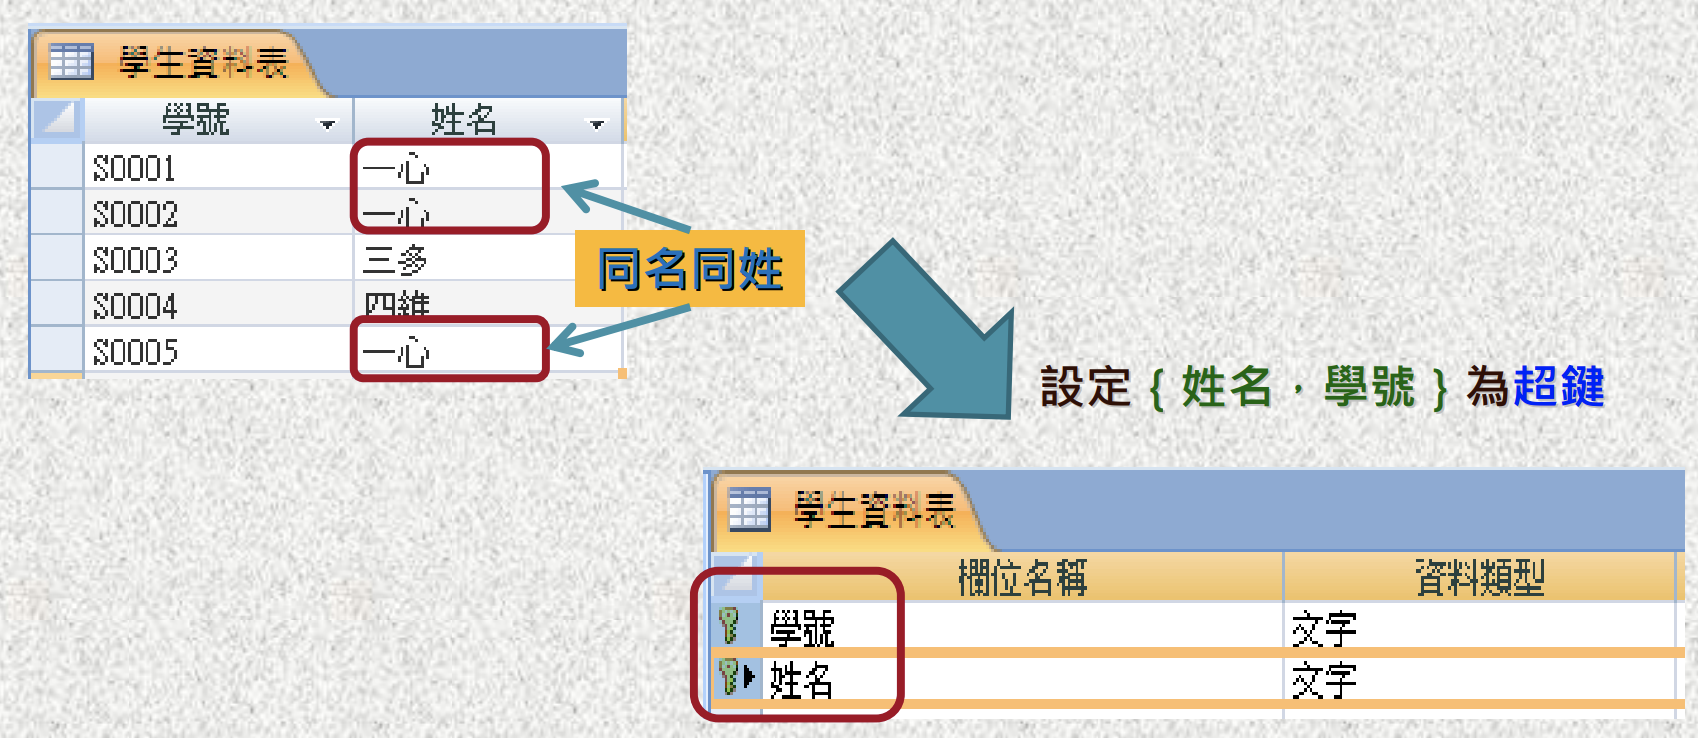 學生資料表
學號 姓名
S0001 一心
S0002 一心
S0003 三多
S0004 四維
S0005 一心
同名同姓
設定 { 姓名，學號 } 為超鍵
學生資料表
欄位名稱 資料類型
學號 文字
姓名 文字